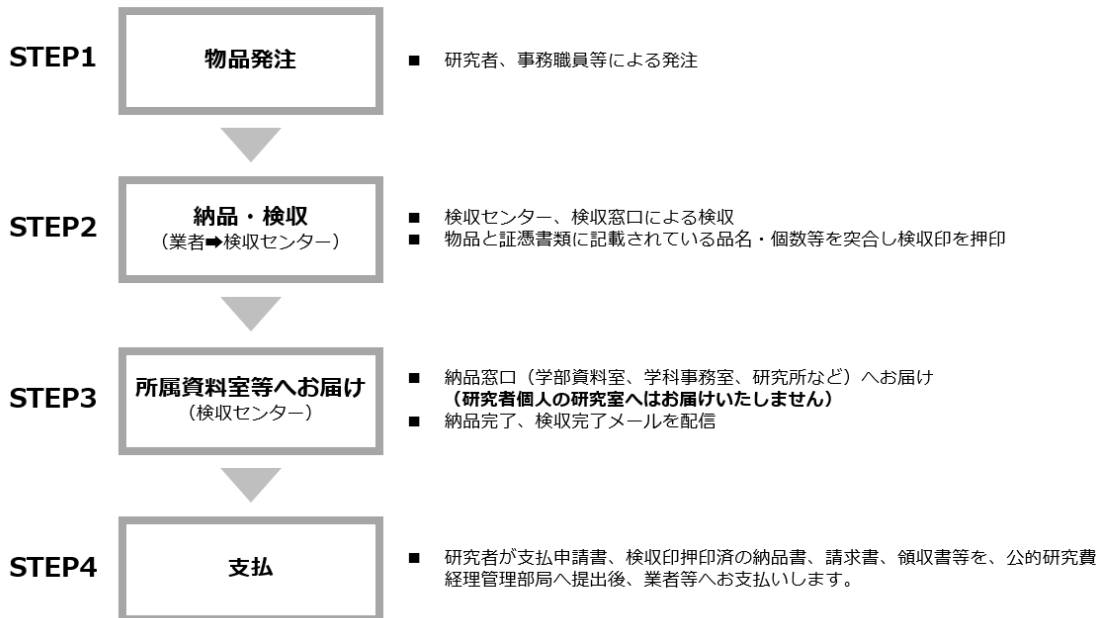 STEP1
物品発注
■ 研究者、事務職員等による発注
STEP2
納品・検収
（業者➡検収センター）
■ 検収センター、検収窓口による検収
■ 物品と証憑書類に記載されている品名・個数等を突合し検収印を押印
STEP3
所属資料室等へお届け
（検収センター）
■ 納品窓口（学部資料室、学科事務室、研究所など）へお届け
（研究者個人の研究室へはお届けいたしません）
■ 納品完了、検収完了メールを配信
STEP4
支払
■ 研究者が支払申請書、検収印押印済の納品書、請求書、領収書等を、公的研究費
経理管理部局へ提出後、業者等へお支払いします。